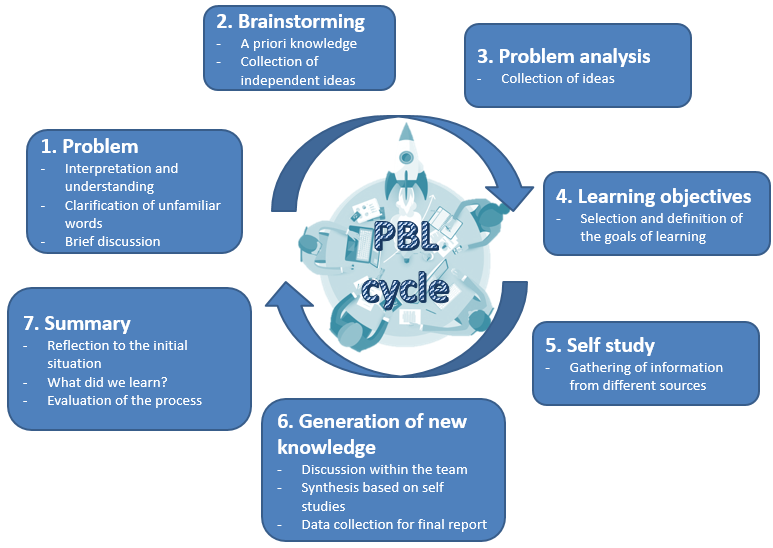 1. Problem
- Interpretation and
understanding
- Clarification of unfamiliar
words
- Brief discussion
2. Brainstorming
- A priori knowledge
- Collection of
independent ideas
3. Problem analysis
- Collection of ideas
4. Learning objectives
- Selection and definition of
the goals of learning
5. Self study
- Gathering of information
from different sources
6. Generation of new
knowledge
- Discussion within the team
- Synthesis based on self
studies
- Data collection for final report
7. Summary
- Reflection to the initial
situation
- What did we learn?
- Evaluation of the process
PBL
cycle